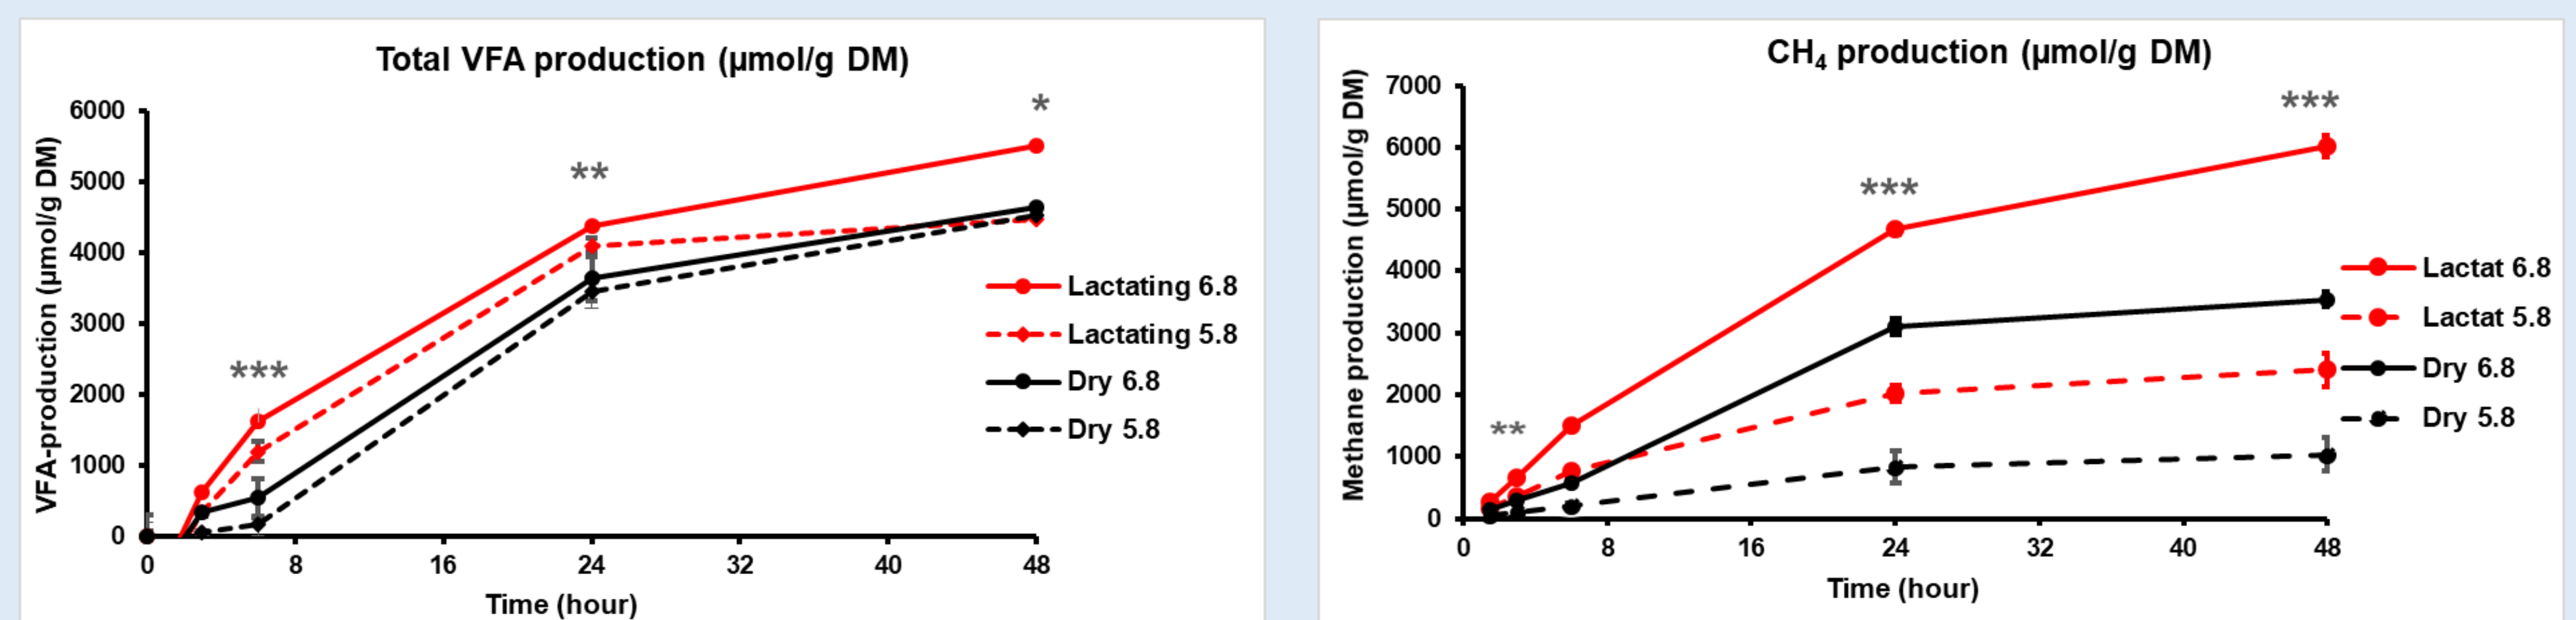 Total VFA production (µmol/g DM)
VFA-production (µmol/g DM)
6000
5000
4000
3000
2000
1000
0
***
**
*
Lactating 6.8
Lactating 5.8
Dry 6.8
Dry 5.8
0 8 16 24 32 40 48
Time (hour)
CH₄ production (µmol/g DM)
Methane production (µmol/g DM)
7000
6000
5000
4000
3000
2000
1000
0
**
***
***
Lactat 6.8
Lactat 5.8
Dry 6.8
Dry 5.8
0 8 16 24 32 40 48
Time (hour)